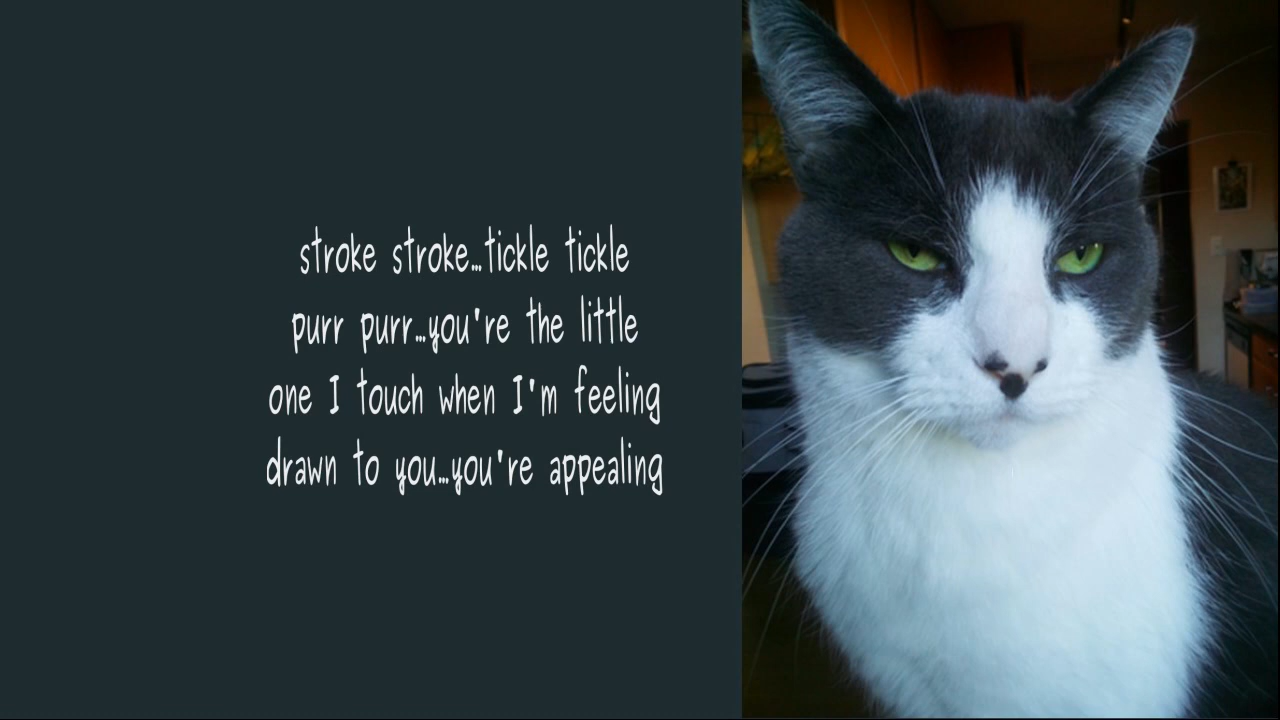 stroke stroke...tickle tickle
purr purr...you're the little
one I touch when I'm feeling
drawn to you...you're appealing